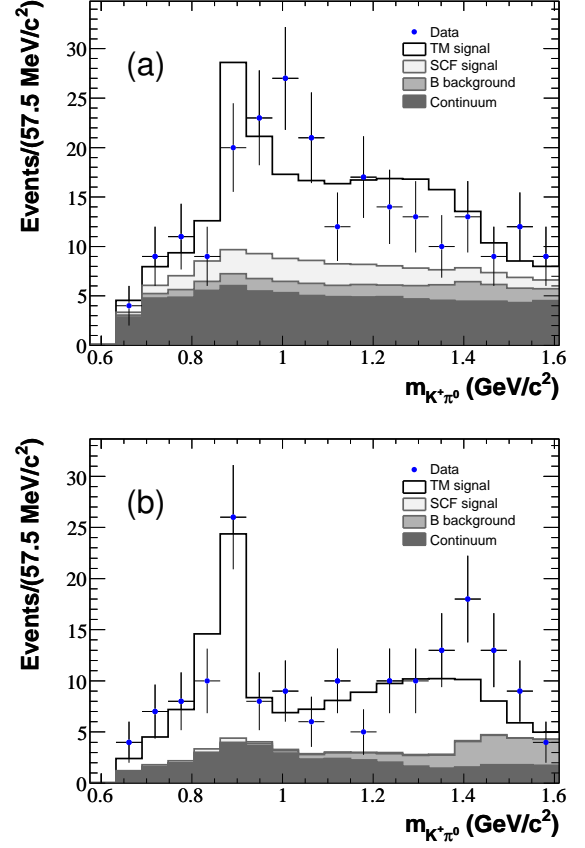 Events/(57.5 MeV/c²)
(a)
Data
TM signal
SCF signal
B background
Continuum
30
25
20
15
10
5
0
0.6 0.8 1 1.2 1.4 1.6
m_{K⁺π⁰} (GeV/c²)
Events/(57.5 MeV/c²)
(b)
Data
TM signal
SCF signal
B background
Continuum
30
25
20
15
10
5
0
0.6 0.8 1 1.2 1.4 1.6
m_{K⁺π⁰} (GeV/c²)